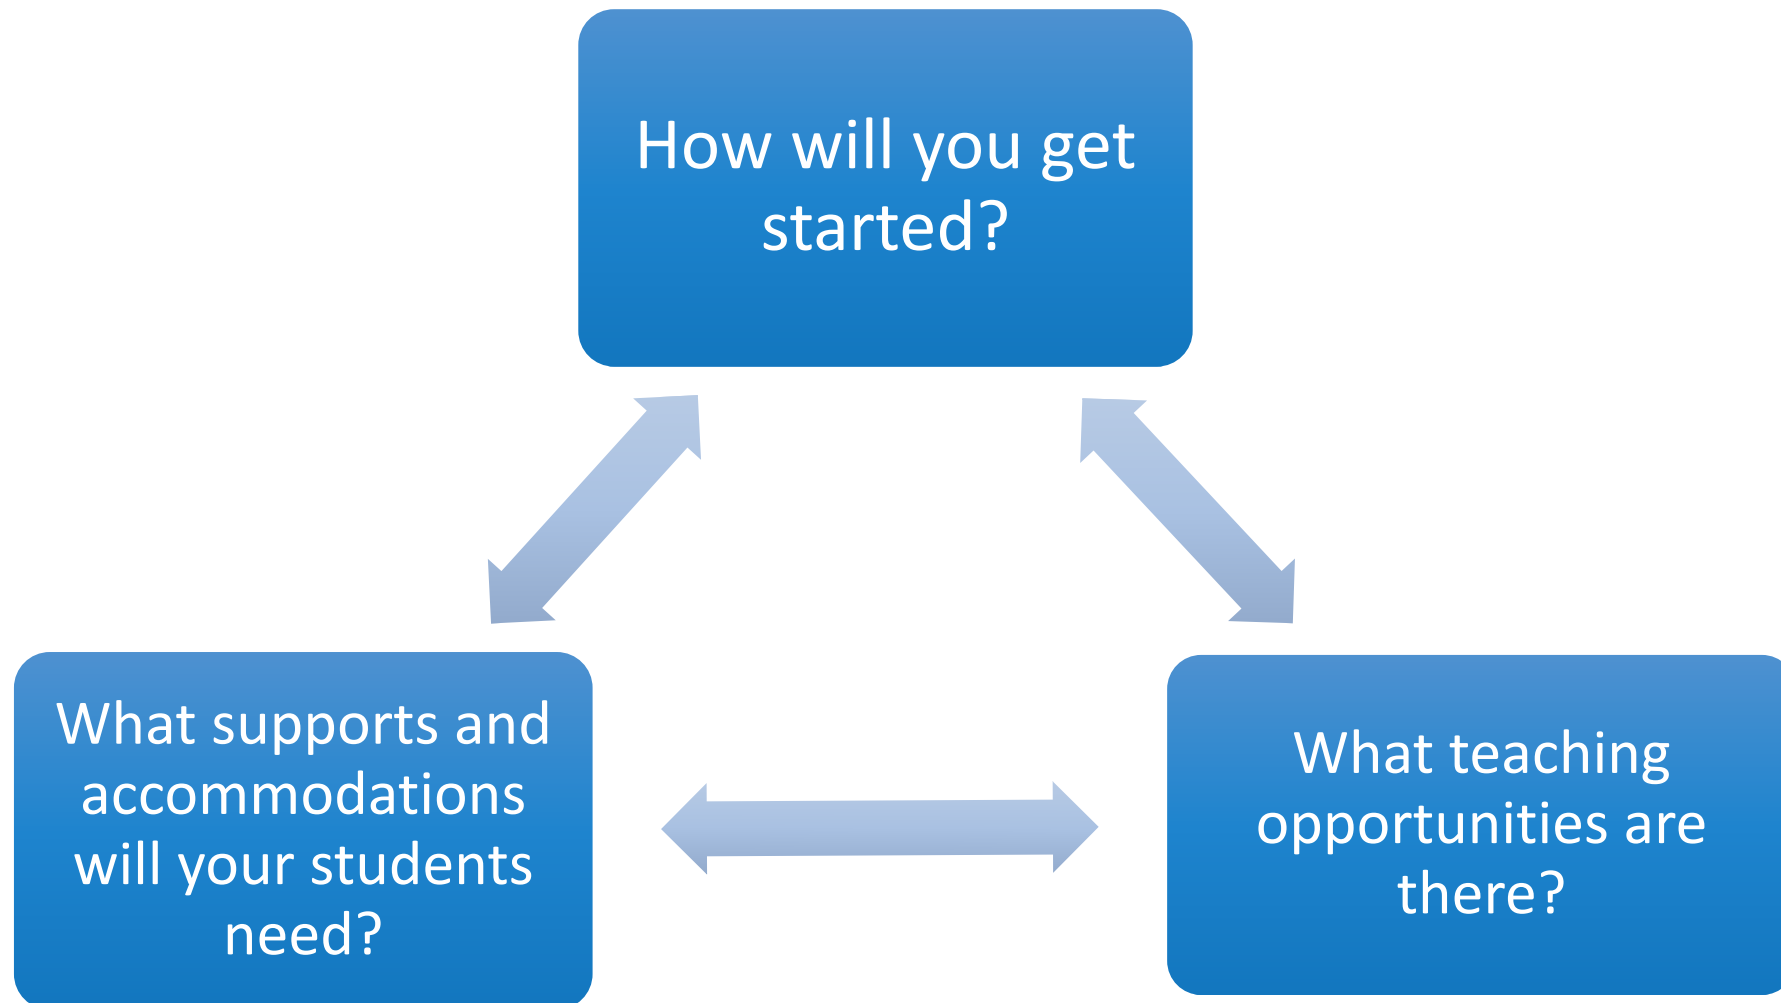 How will you get
started?
What supports and
accommodations
will your students
need?
What teaching
opportunities are
there?